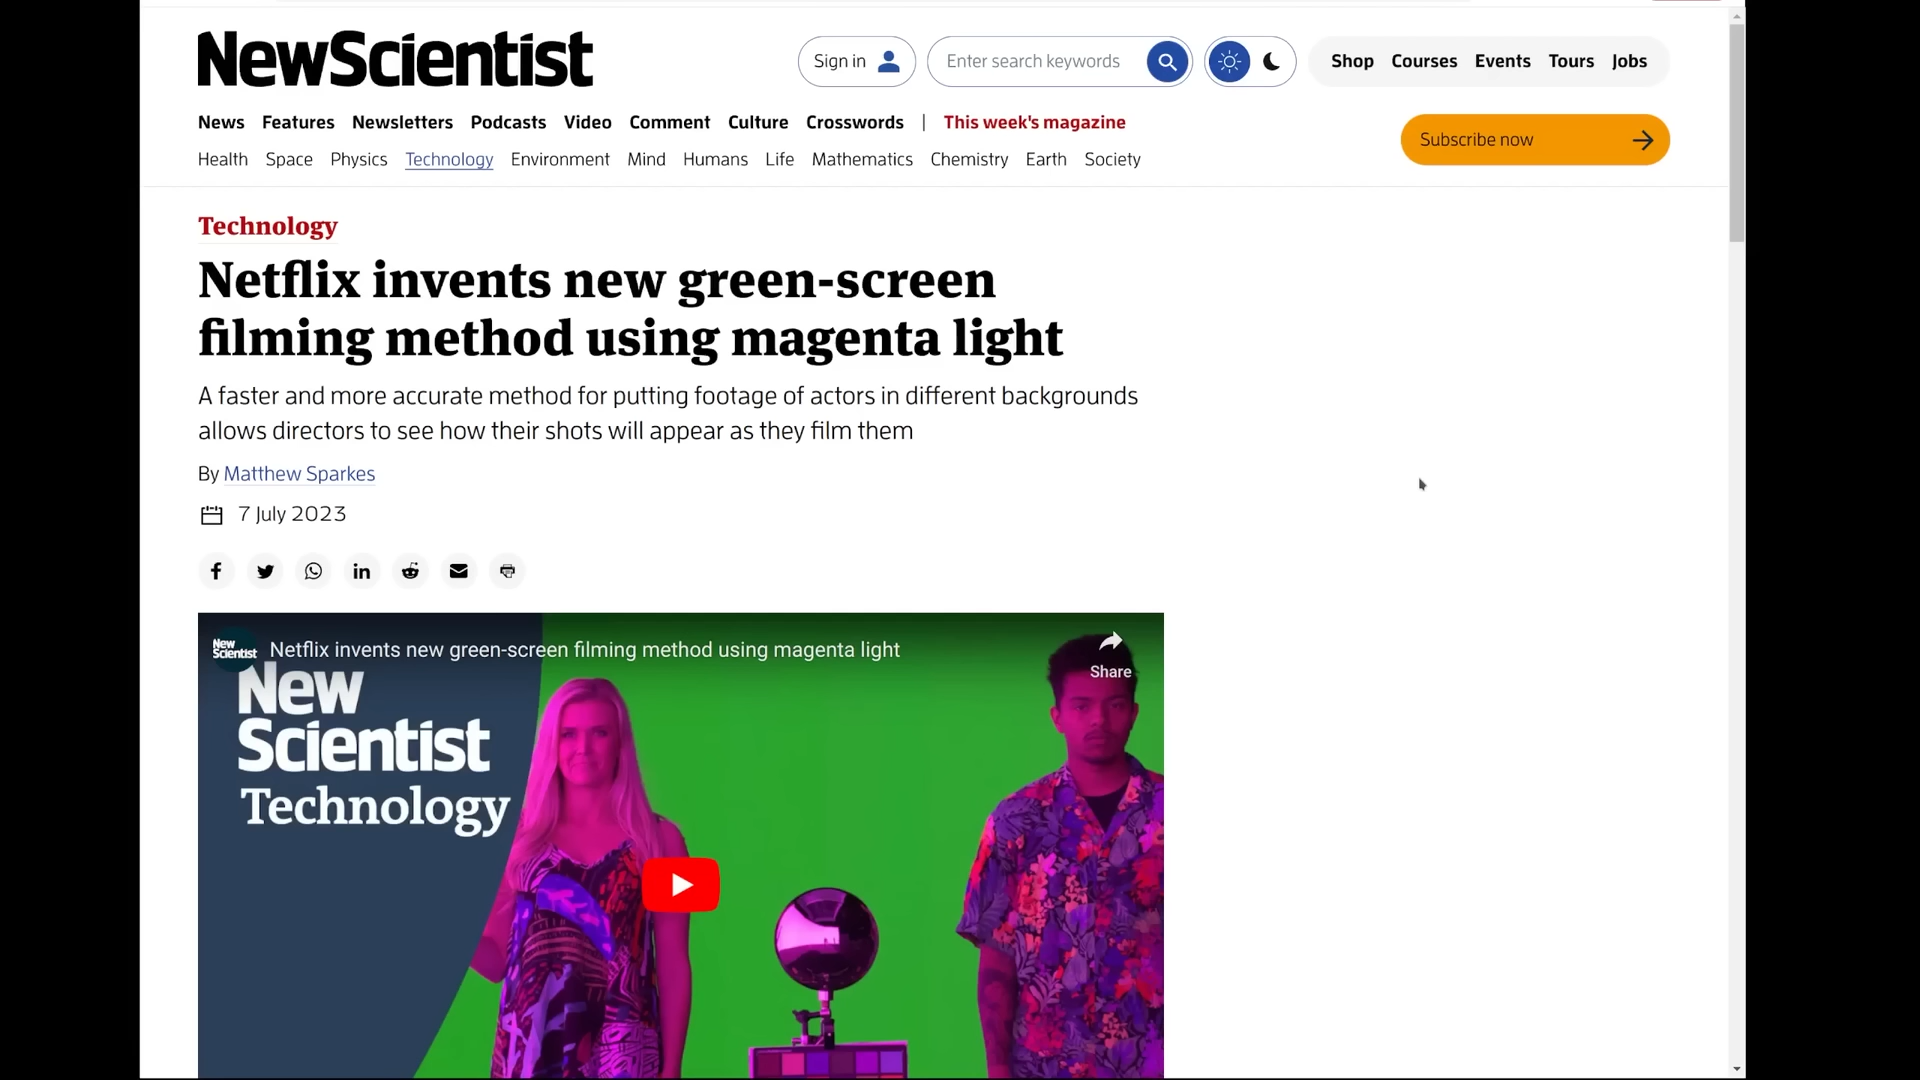 NewScientist
Sign in
Enter search keywords
Shop Courses Events Tours Jobs
News Features Newsletters Podcasts Video Comment Culture Crosswords | This week's magazine
Subscribe now
Health Space Physics Technology Environment Mind Humans Life Mathematics Chemistry Earth Society
Technology
Netflix invents new green-screen
filming method using magenta light
A faster and more accurate method for putting footage of actors in different backgrounds
allows directors to see how their shots will appear as they film them
By Matthew Sparkes
7 July 2023
New
Scientist
Netflix invents new green-screen filming method using magenta light
Share
New
Scientist
Technology